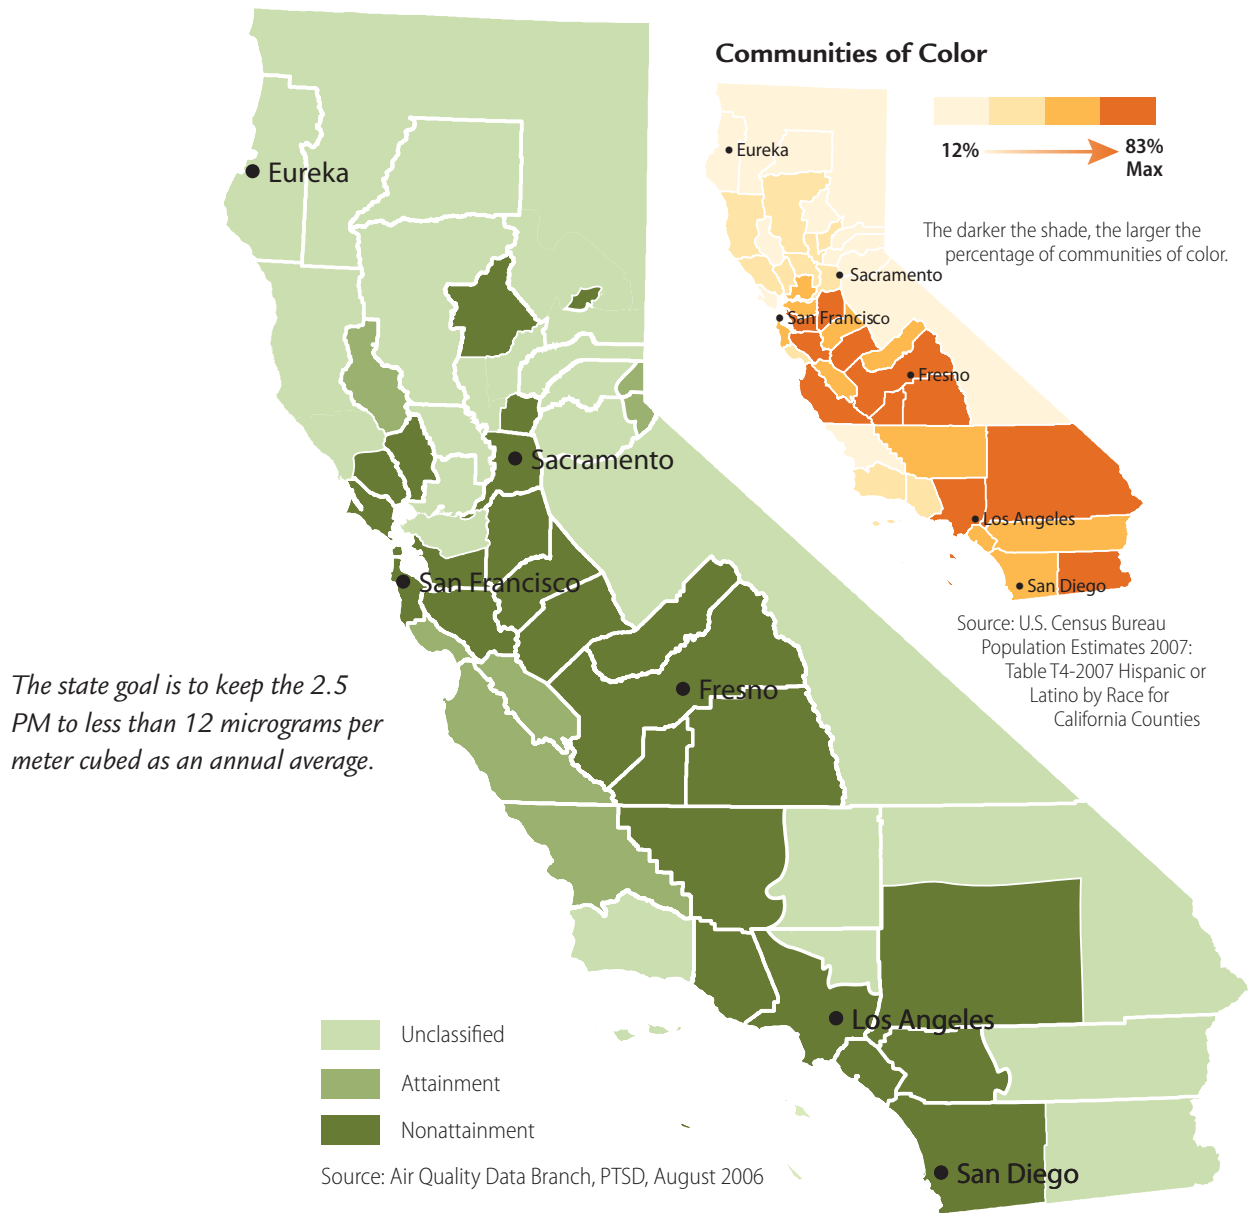 Communities of Color
12%
83%
Max
The darker the shade, the larger the
percentage of communities of color.
Eureka
Sacramento
San Francisco
Fresno
Los Angeles
San Diego
Source: U.S. Census Bureau
Population Estimates 2007:
Table T4-2007 Hispanic or
Latino by Race for
California Counties
Eureka
Sacramento
San Francisco
Fresno
Los Angeles
San Diego
The state goal is to keep the 2.5
PM to less than 12 micrograms per
meter cubed as an annual average.
Unclassified
Attainment
Nonattainment
Source: Air Quality Data Branch, PTSD, August 2006